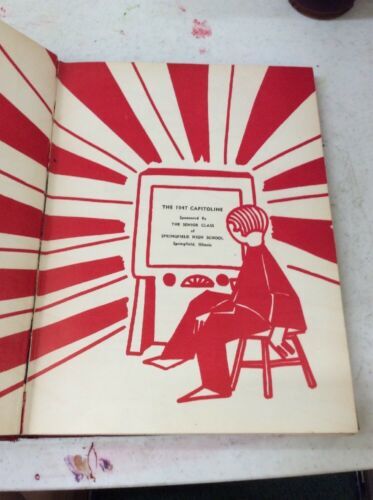 THE 1947 CAPITOLINE
Sponsored By
THE SENIOR CLASS
of
SPRINGFIELD HIGH SCHOOL
Springfield, Illinois